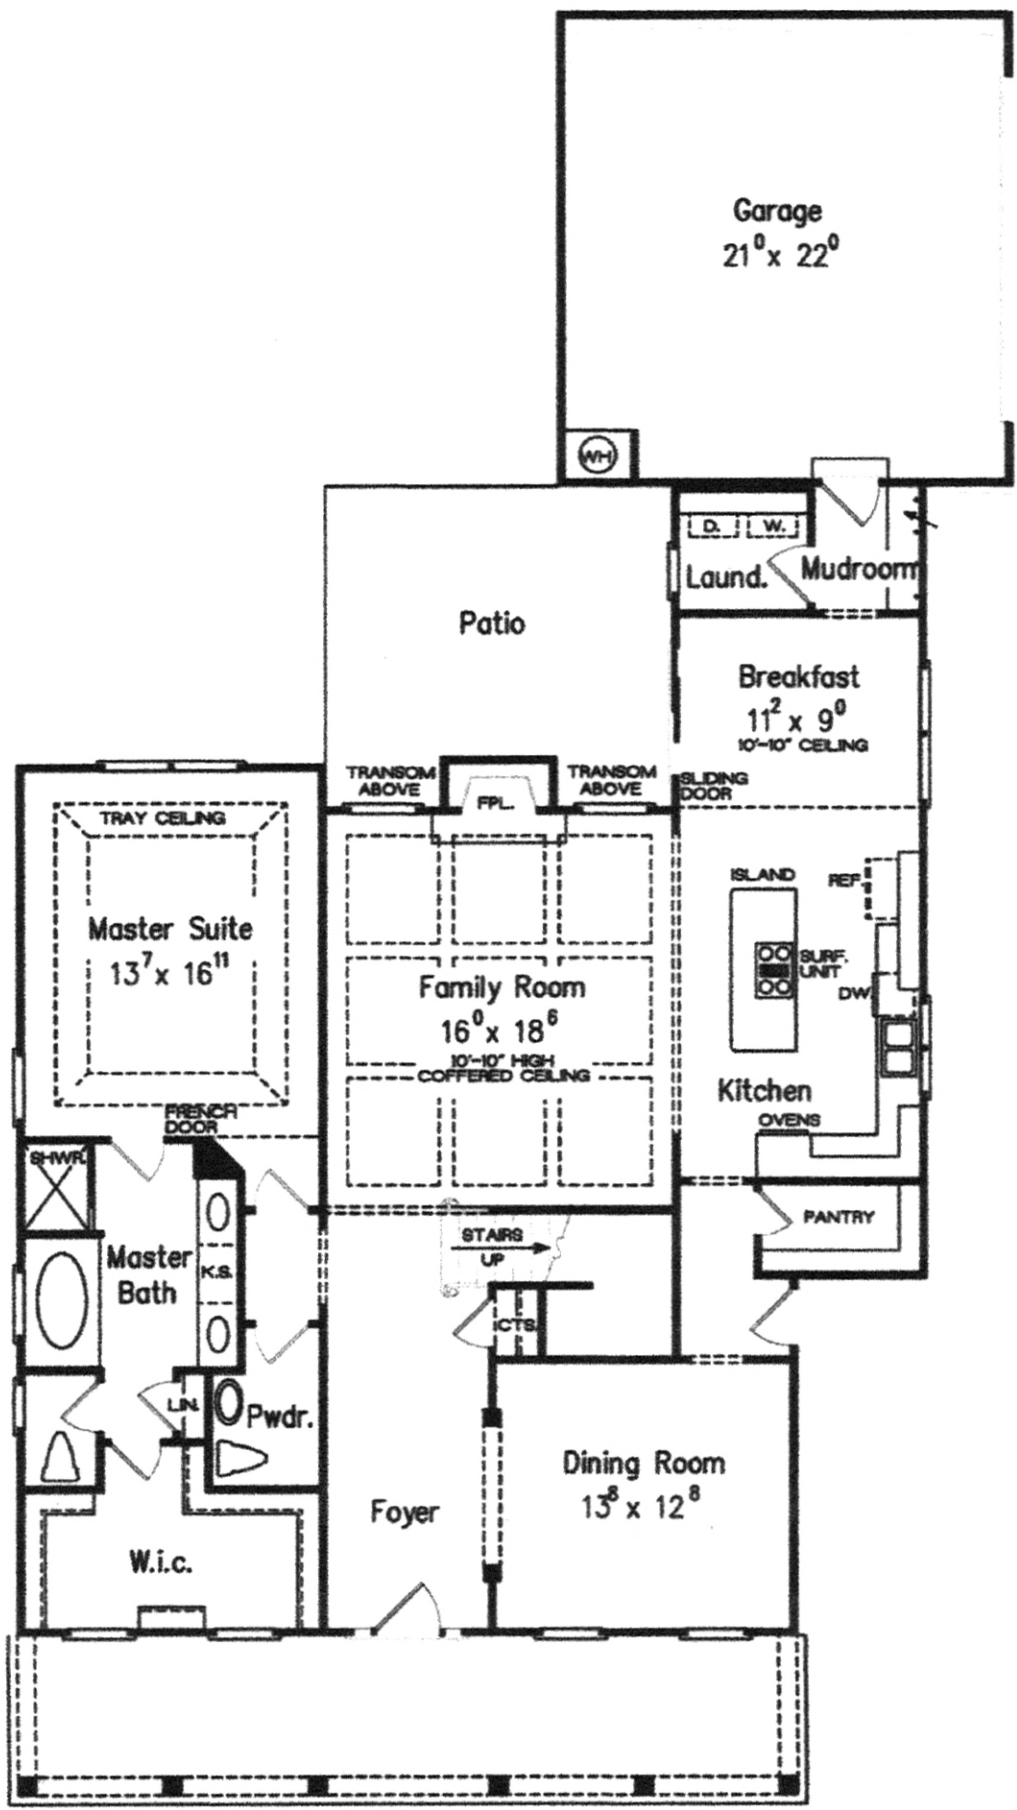 Garage
21⁰ x 22⁰
WH
D. W.
Laund.
Mudroom
Patio
Breakfast
11² x 9⁰
10'-10" CEILING
TRANSOM
ABOVE
FPL.
TRANSOM
ABOVE
SLIDING
DOOR
TRAY CEILING
Master Suite
13⁷ x 16¹¹
FRENCH
DOOR
Family Room
16⁰ x 18⁶
10'-10" HIGH
COFFERED CEILING
ISLAND
REF.
SURF.
UNIT
DW
Kitchen
OVENS
PANTRY
SHWR.
Master
Bath
K.S.
STAIRS
UP
CTS.
LIN.
Pwdr.
W.i.c.
Foyer
Dining Room
13⁸ x 12⁸